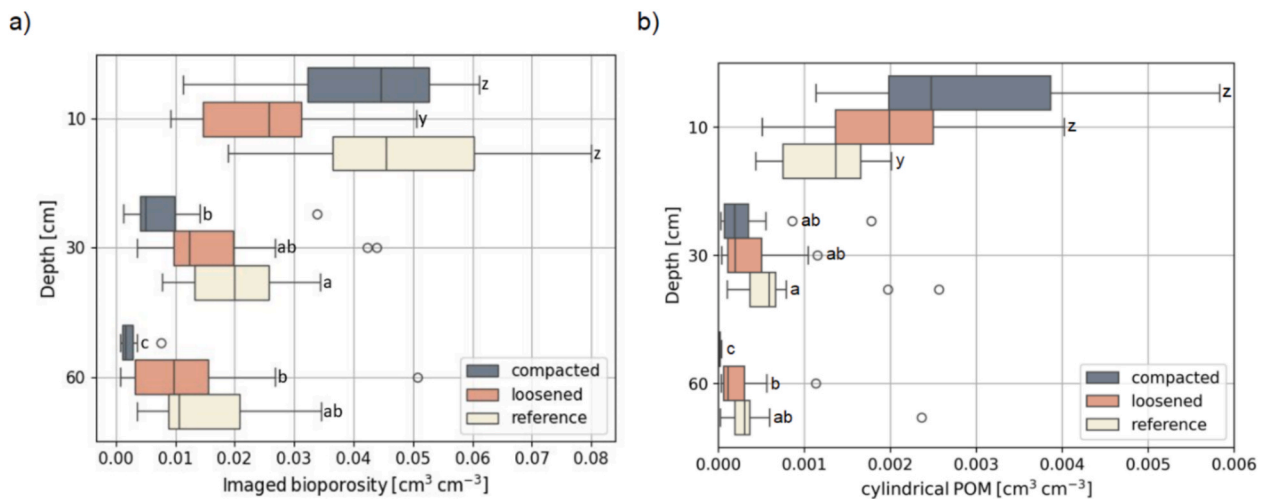 a)
z
10
y
z
b
30
ab
a
c
60
b
ab
Depth [cm]
compacted
loosened
reference
0.00 0.01 0.02 0.03 0.04 0.05 0.06 0.07 0.08
Imaged bioporosity [cm³ cm⁻³]
b)
z
10
z
y
ab
30
ab
a
c
60
b
ab
Depth [cm]
compacted
loosened
reference
0.000 0.001 0.002 0.003 0.004 0.005 0.006
cylindrical POM [cm³ cm⁻³]